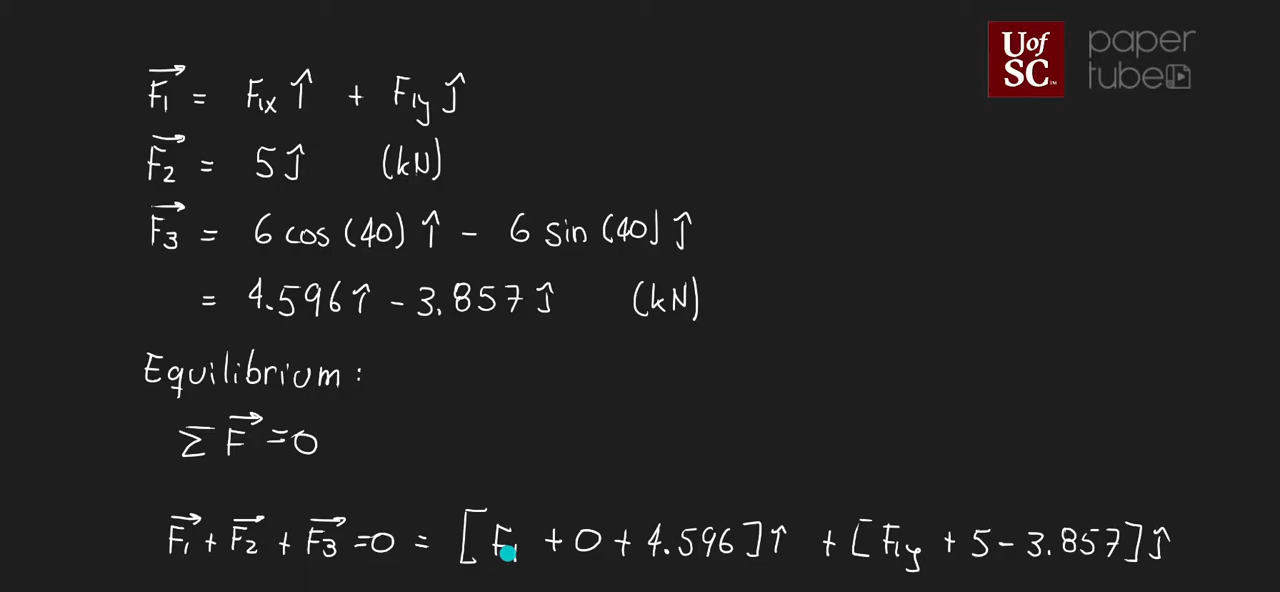 UofSC
paper tube
F₁⃗ = F₁ₓ î + F₁y ĵ
F₂⃗ = 5 ĵ (kN)
F₃⃗ = 6 cos (40) î − 6 sin (40) ĵ
= 4.596 î − 3.857 ĵ (kN)
Equilibrium :
Σ F⃗ = 0
F₁⃗ + F₂⃗ + F₃⃗ = 0 = [F₁ + 0 + 4.596] î + [F₁y + 5 − 3.857] ĵ